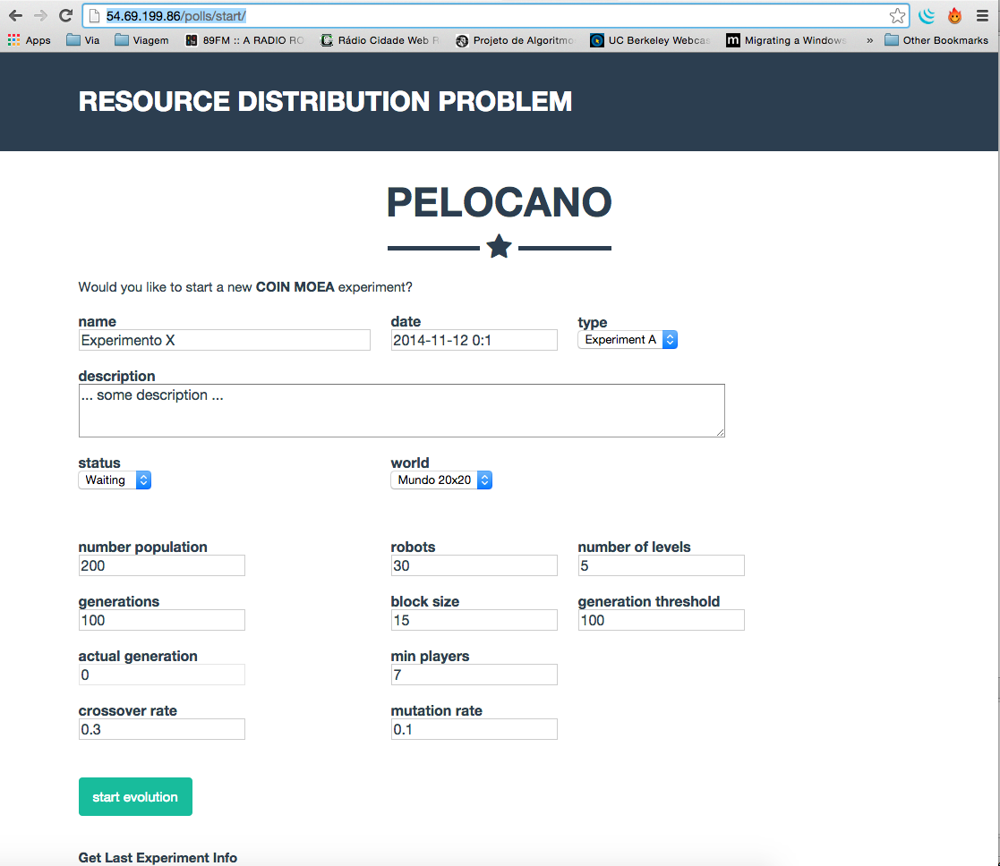 54.69.199.86/polls/start/
Apps Via Viagem 89FM :: A RADIO RO Rádio Cidade Web R Projeto de Algoritmo UC Berkeley Webcas Migrating a Windows » Other Bookmarks
RESOURCE DISTRIBUTION PROBLEM
PELOCANO
Would you like to start a new COIN MOEA experiment?
name date type
Experimento X 2014-11-12 0:1 Experiment A
description
... some description ...
status world
Waiting Mundo 20x20
number population robots number of levels
200 30 5
generations block size generation threshold
100 15 100
actual generation min players
0 7
crossover rate mutation rate
0.3 0.1
start evolution
Get Last Experiment Info